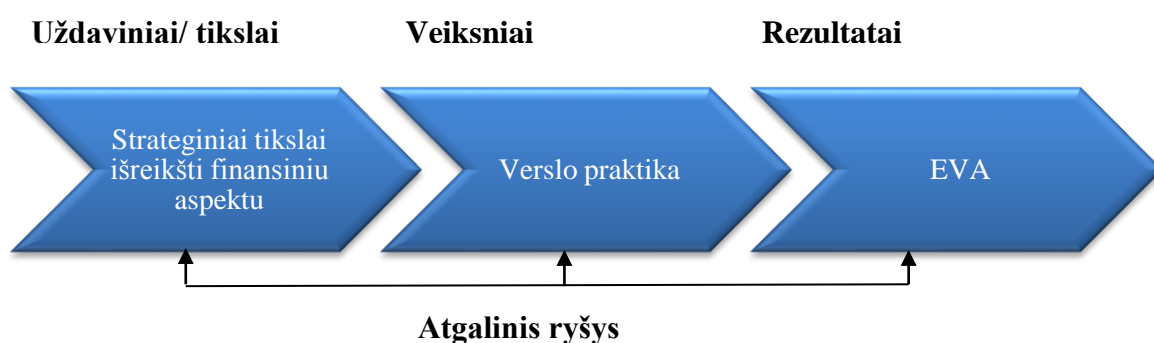 Uždaviniai/ tikslai
Veiksniai
Rezultatai
Strateginiai tikslai
išreikšti finansiniu
aspektu
Verslo praktika
EVA
Atgalinis ryšys